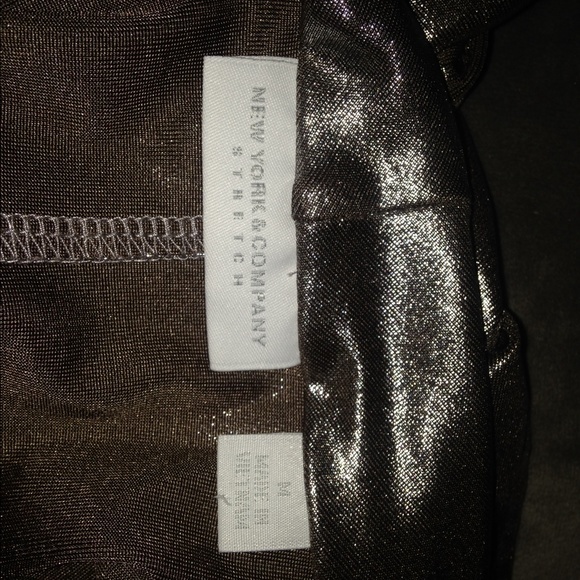 NEW YORK & COMPANY
STRETCH
M
MADE IN
VIETNAM